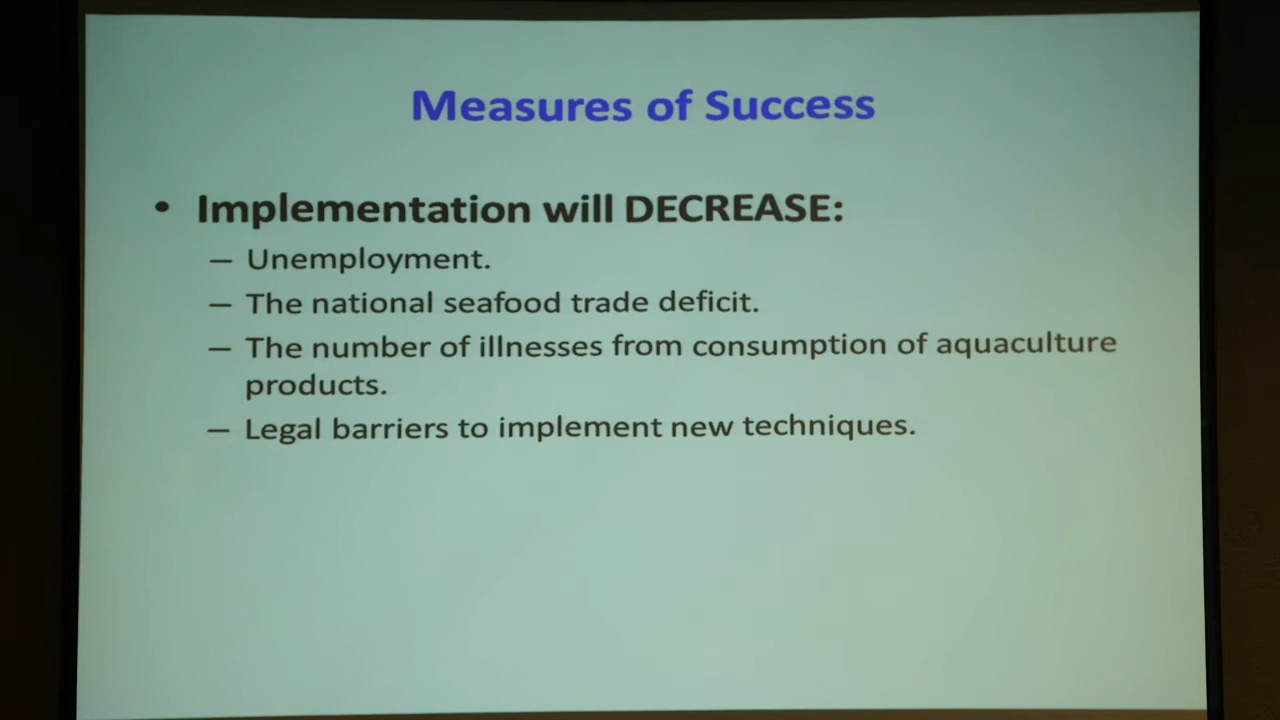 Measures of Success
• Implementation will DECREASE:
– Unemployment.
– The national seafood trade deficit.
– The number of illnesses from consumption of aquaculture
products.
– Legal barriers to implement new techniques.